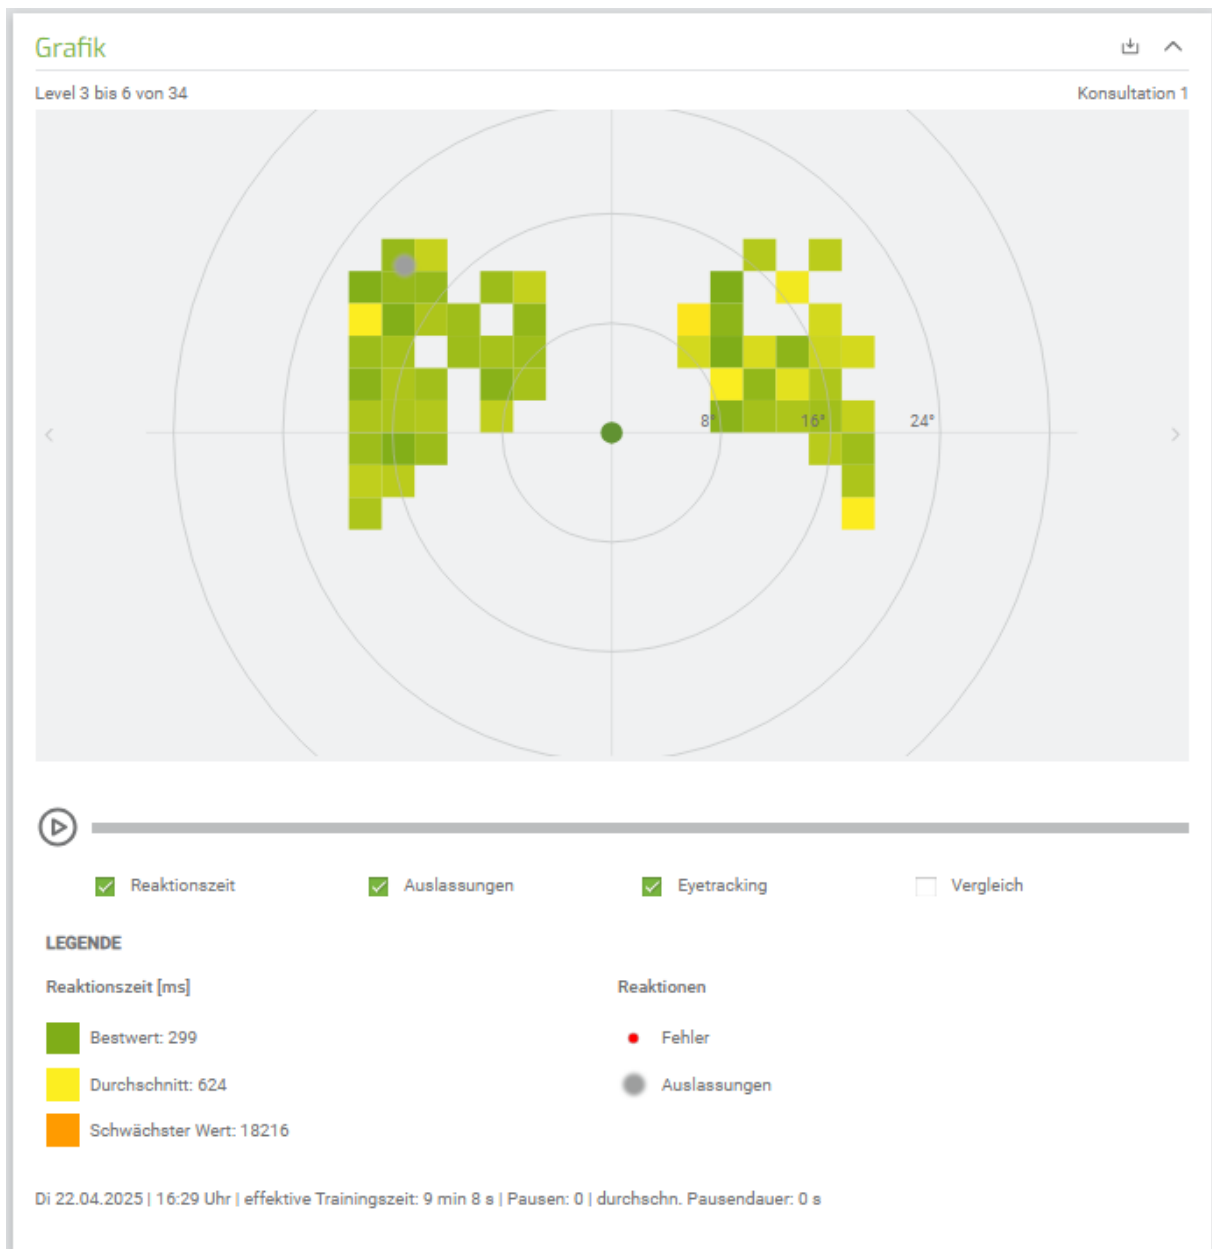 Grafik
Level 3 bis 6 von 34 Konsultation 1
8° 16° 24°
Reaktionszeit Auslassungen Eyetracking Vergleich
LEGENDE
Reaktionszeit [ms] Reaktionen
Bestwert: 299 Fehler
Durchschnitt: 624 Auslassungen
Schwächster Wert: 18216
Di 22.04.2025 | 16:29 Uhr | effektive Trainingszeit: 9 min 8 s | Pausen: 0 | durchschn. Pausendauer: 0 s